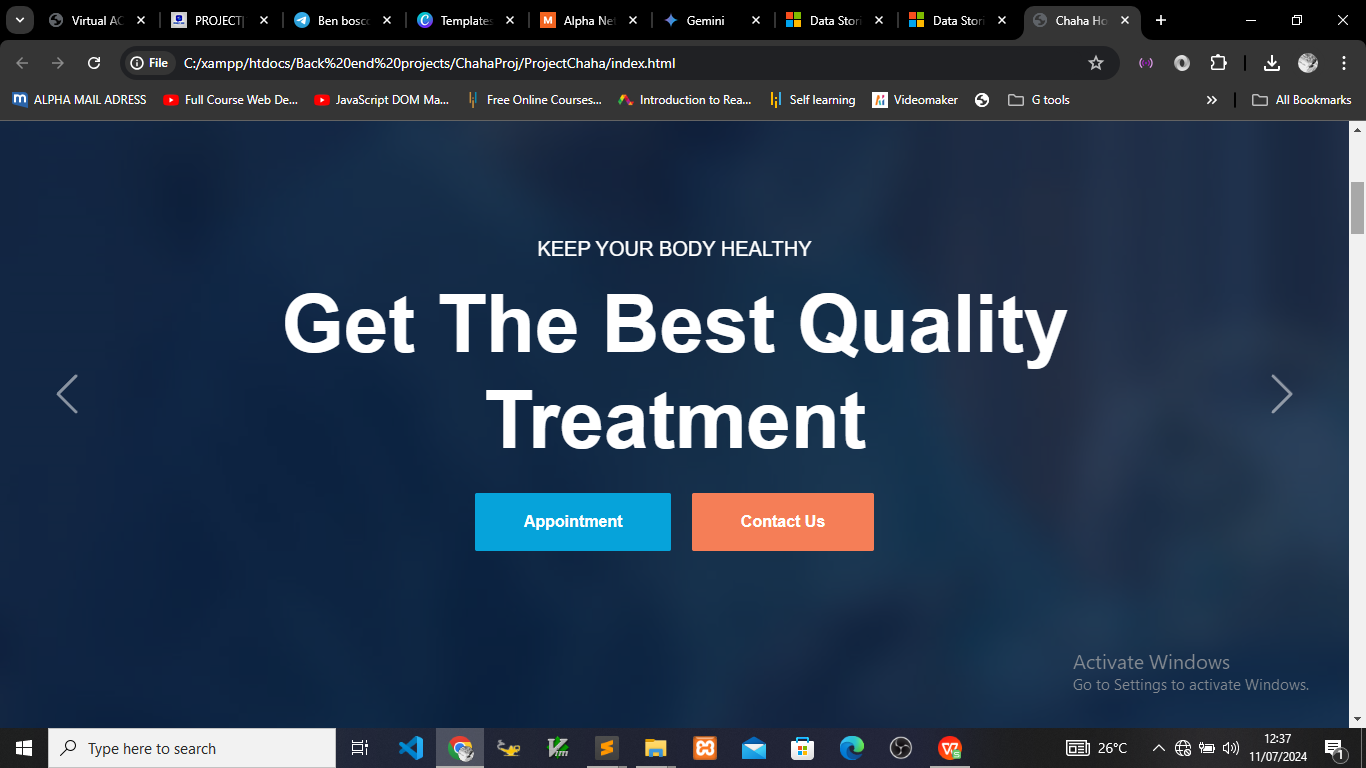 Virtual AC
PROJECT|
Ben bosco
Templates
Alpha Net
Gemini
Data Stori
Data Stori
Chaha Ho
File
C:/xampp/htdocs/Back%20end%20projects/ChahaProj/ProjectChaha/index.html
ALPHA MAIL ADRESS
Full Course Web De...
JavaScript DOM Ma...
Free Online Courses...
Introduction to Rea...
Self learning
Videomaker
G tools
All Bookmarks
KEEP YOUR BODY HEALTHY
Get The Best Quality
Treatment
Appointment
Contact Us
Activate Windows
Go to Settings to activate Windows.
Type here to search
26°C
12:37
11/07/2024
1